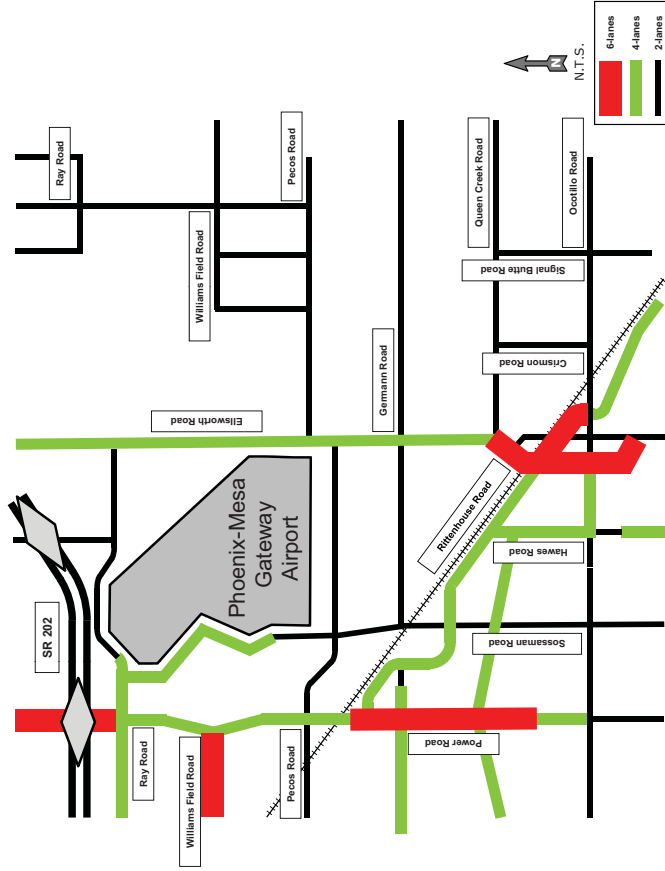 Ray Road
Pecos Road
Williams Field Road
Queen Creek Road
Ocotillo Road
Signal Butte Road
Crismon Road
Germann Road
Ellsworth Road
Rittenhouse Road
Hawes Road
Sossaman Road
Power Road
SR 202
Phoenix-Mesa
Gateway
Airport
Ray Road
Williams Field Road
Pecos Road
N
N.T.S.
6-lanes
4-lanes
2-lanes